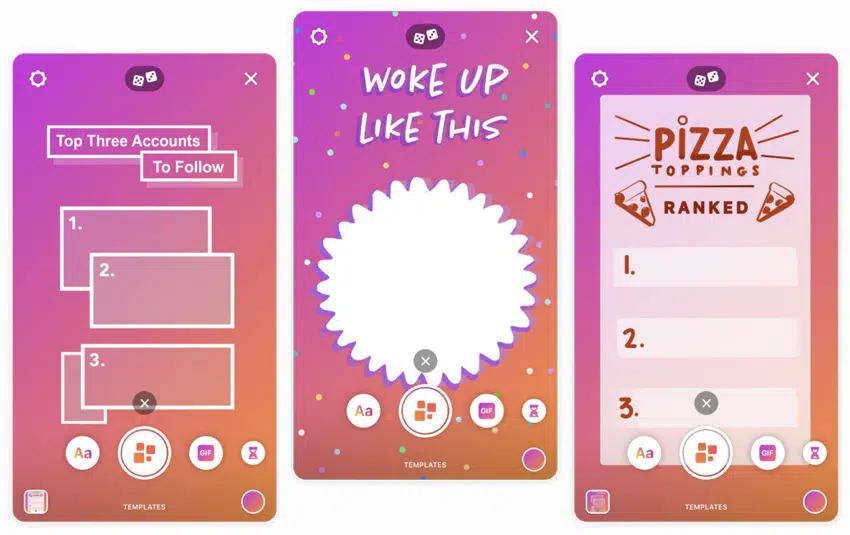 Top Three Accounts
To Follow
1.
2.
3.
Aa
GIF
TEMPLATES
WOKE UP
LIKE THIS
Aa
GIF
TEMPLATES
PIZZA
TOPPINGS
RANKED
1.
2.
3.
Aa
GIF
TEMPLATES